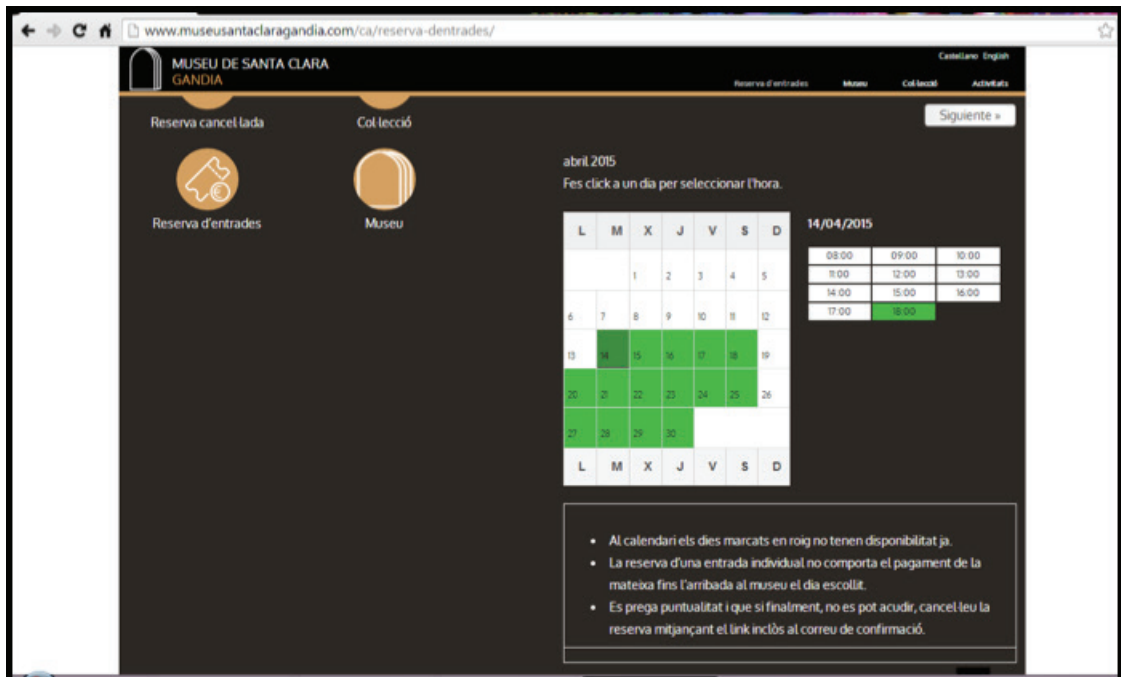 www.museusantaclaragandia.com/ca/reserva-dentrades/
MUSEU DE SANTA CLARA
GANDIA
Castellano English
Reserva d'entrades Museu Col·lecció Activitats
Reserva cancel·lada Col·lecció
Siguiente »
Reserva d'entrades Museu
abril 2015
Fes click a un dia per seleccionar l'hora.
L M X J V S D
1 2 3 4 5
6 7 8 9 10 11 12
13 14 15 16 17 18 19
20 21 22 23 24 25 26
27 28 29 30
L M X J V S D
14/04/2015
08:00 09:00 10:00
11:00 12:00 13:00
14:00 15:00 16:00
17:00 18:00
• Al calendari els dies marcats en roig no tenen disponibilitat ja.
• La reserva d'una entrada individual no comporta el pagament de la
mateixa fins l'arribada al museu el dia escollit.
• Es prega puntualitat i que si finalment, no es pot acudir, cancel·leu la
reserva mitjançant el link inclòs al correu de confirmació.